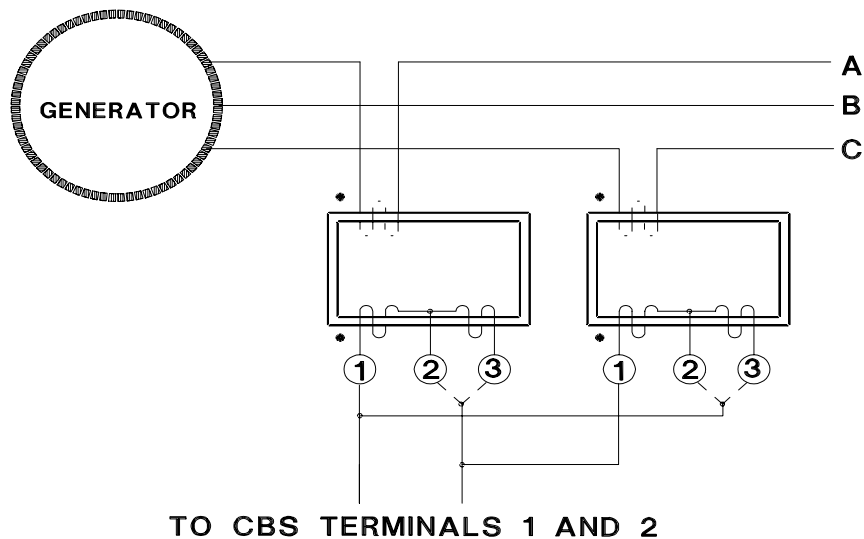 A
GENERATOR
B
C
1 2 3 1 2 3
TO CBS TERMINALS 1 AND 2